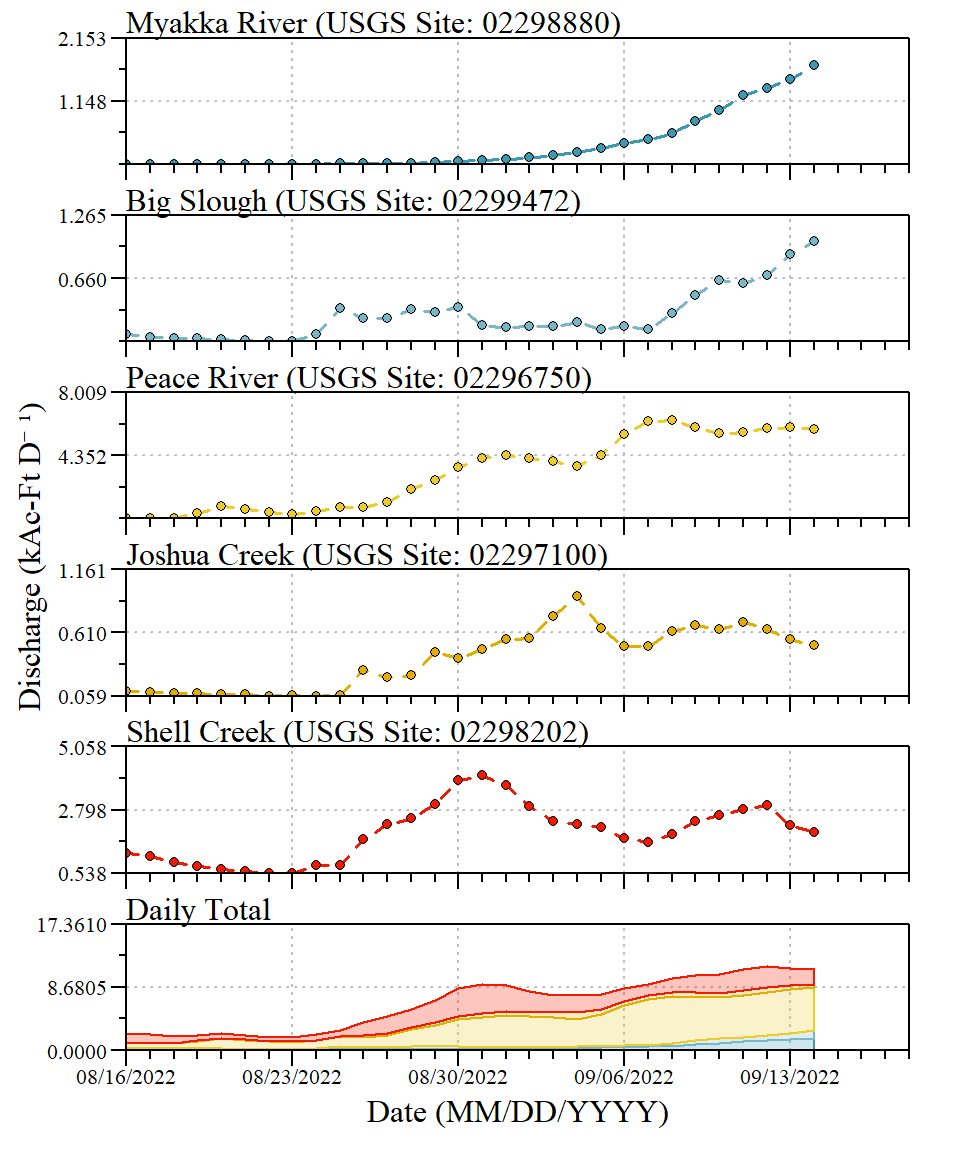 Myakka River (USGS Site: 02298880)
2.153
1.148
Big Slough (USGS Site: 02299472)
1.265
0.660
Peace River (USGS Site: 02296750)
8.009
4.352
Joshua Creek (USGS Site: 02297100)
1.161
0.610
0.059
Shell Creek (USGS Site: 02298202)
5.058
2.798
0.538
Daily Total
17.3610
8.6805
0.0000
08/16/2022 08/23/2022 08/30/2022 09/06/2022 09/13/2022
Date (MM/DD/YYYY)
Discharge (kAc-Ft D⁻¹)